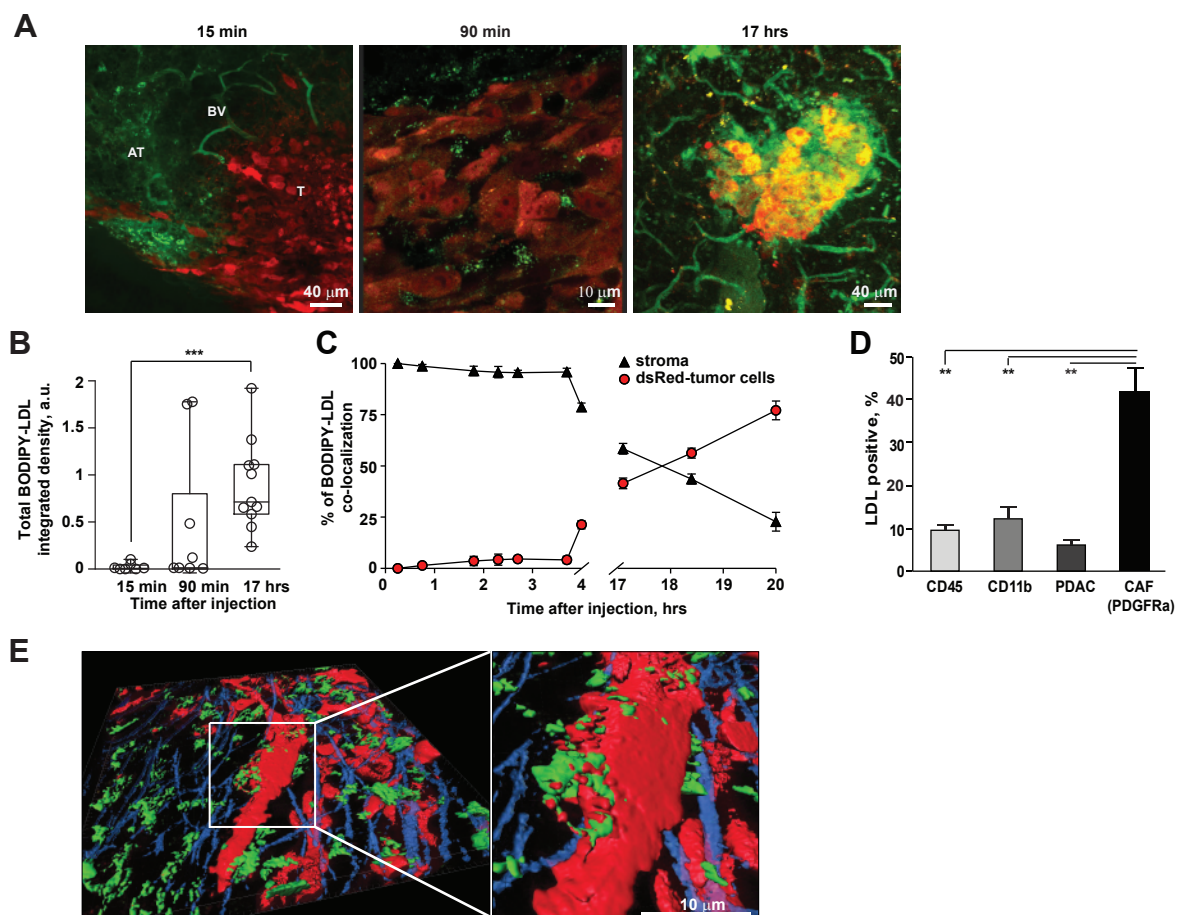 A
15 min
90 min
17 hrs
BV
AT
T
40 μm
10 μm
40 μm
B
***
Total BODIPY-LDL
integrated density, a.u.
2
1.5
1
0.5
0
15 min 90 min 17 hrs
Time after injection
C
% of BODIPY-LDL
co-localization
100
75
50
25
0
stroma
dsRed-tumor cells
0 1 2 3 4 17 18 19 20
Time after injection, hrs
D
LDL positive, %
50
40
30
20
10
0
** ** **
CD45 CD11b PDAC CAF
(PDGFRa)
E
10 μm